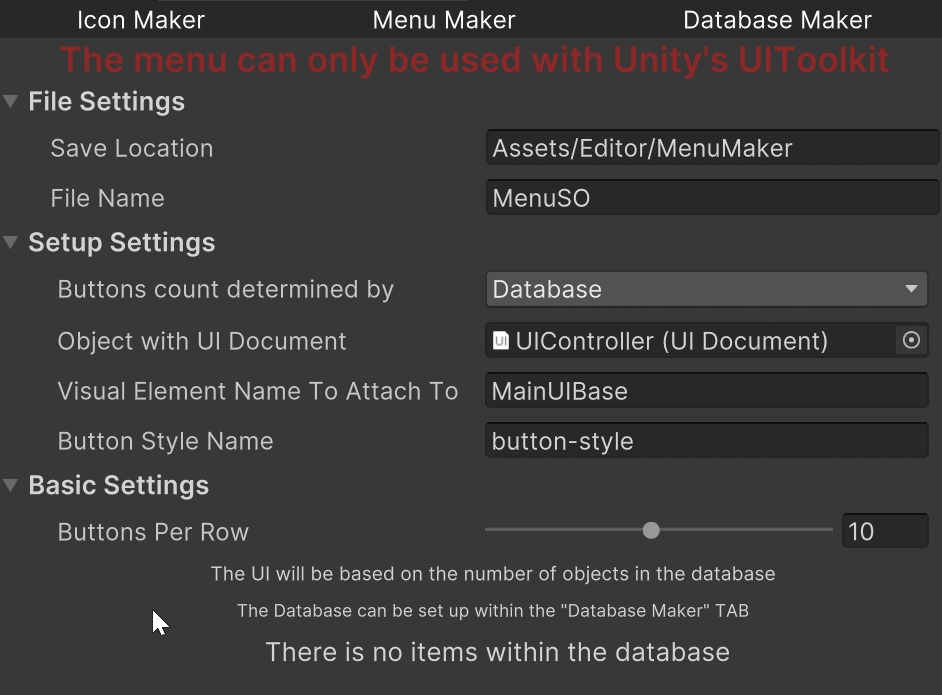 Icon Maker Menu Maker Database Maker
The menu can only be used with Unity's UIToolkit
File Settings
Save Location Assets/Editor/MenuMaker
File Name MenuSO
Setup Settings
Buttons count determined by Database
Object with UI Document UIController (UI Document)
Visual Element Name To Attach To MainUIBase
Button Style Name button-style
Basic Settings
Buttons Per Row 10
The UI will be based on the number of objects in the database
The Database can be set up within the "Database Maker" TAB
There is no items within the database